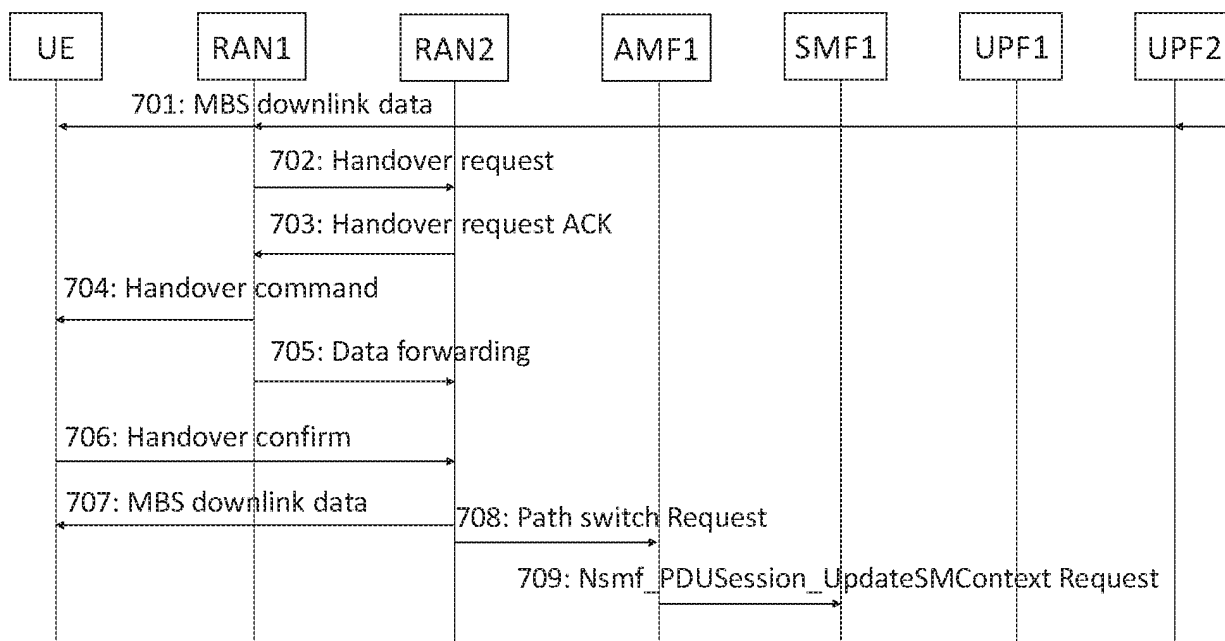 UE
RAN1
RAN2
AMF1
SMF1
UPF1
UPF2
701: MBS downlink data
702: Handover request
703: Handover request ACK
704: Handover command
705: Data forwarding
706: Handover confirm
707: MBS downlink data
708: Path switch Request
709: Nsmf_PDUSession_UpdateSMContext Request